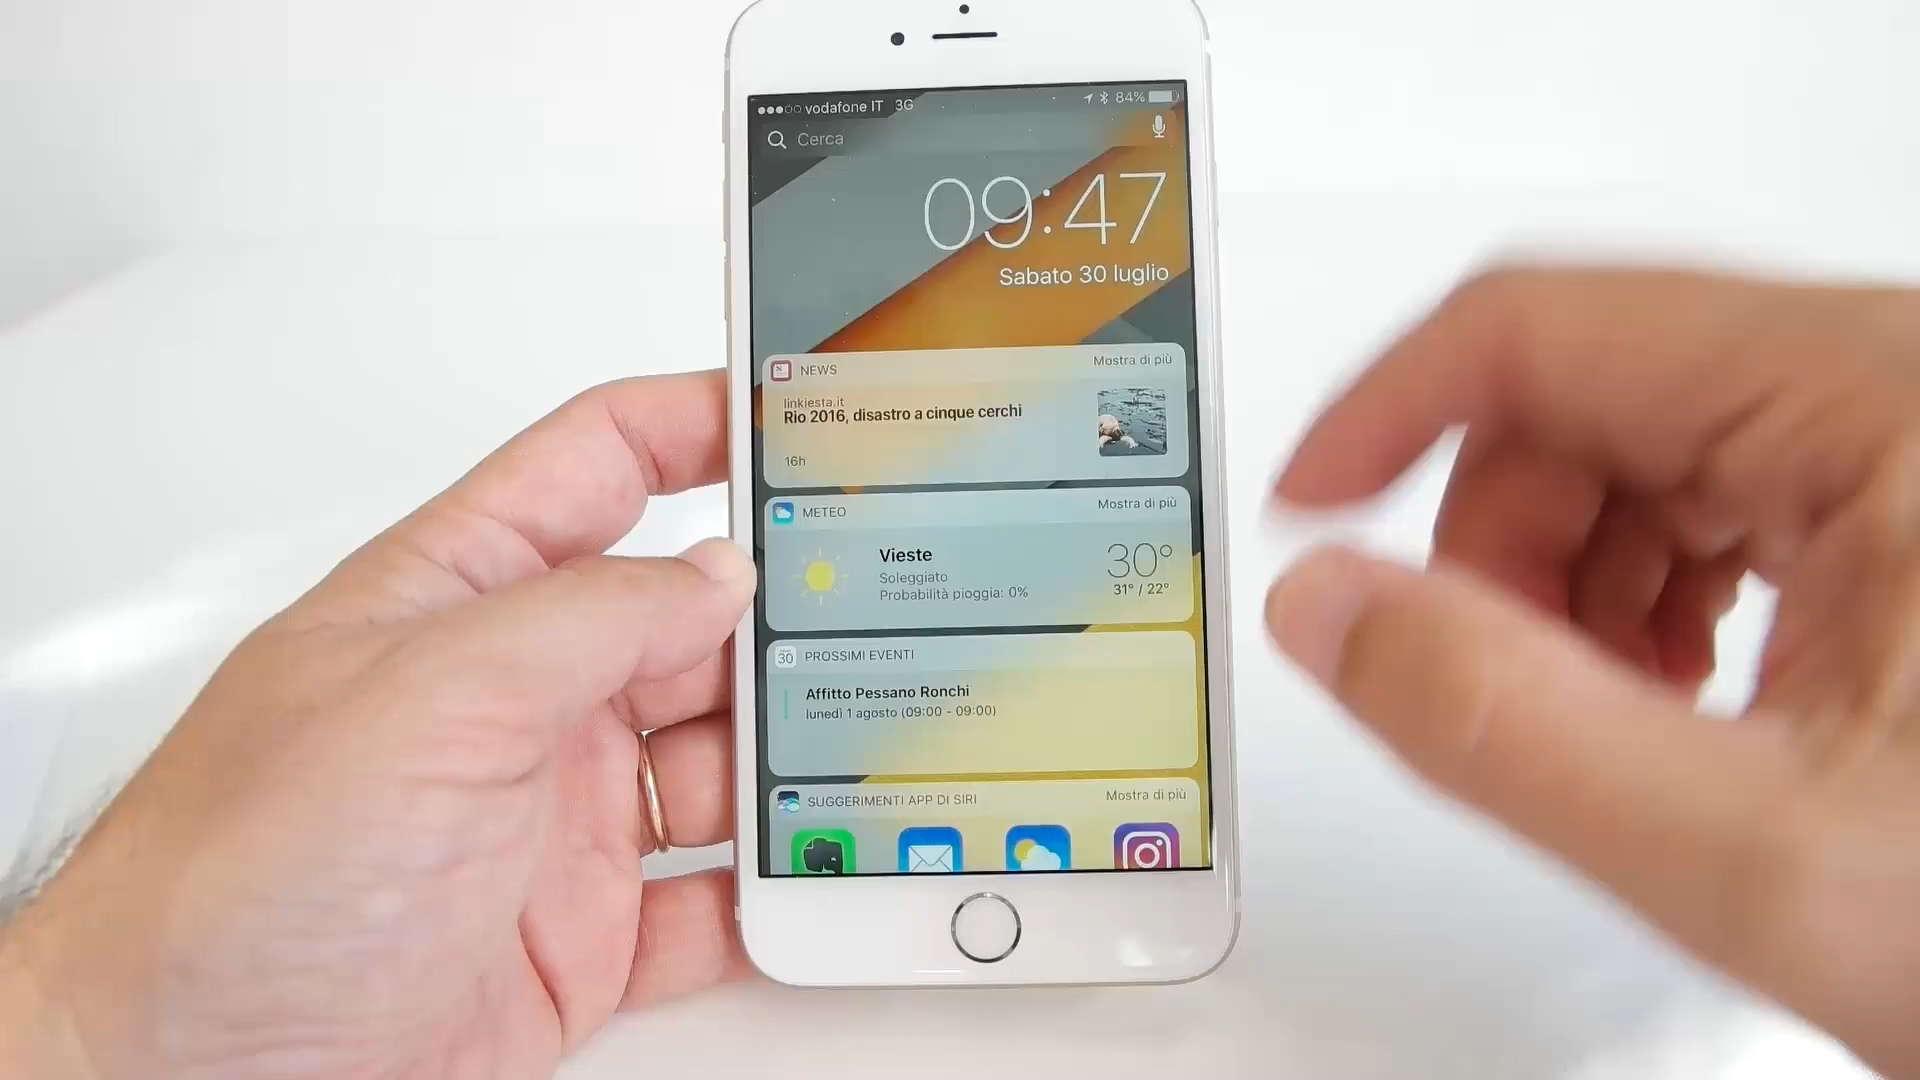 vodafone IT 3G 84%
Cerca
09:47
Sabato 30 luglio
NEWS Mostra di più
linkiesta.it
Rio 2016, disastro a cinque cerchi
16h
METEO Mostra di più
Vieste 30°
Soleggiato
Probabilità pioggia: 0% 31° / 22°
30 PROSSIMI EVENTI
Affitto Pessano Ronchi
lunedì 1 agosto (09:00 - 09:00)
SUGGERIMENTI APP DI SIRI Mostra di più